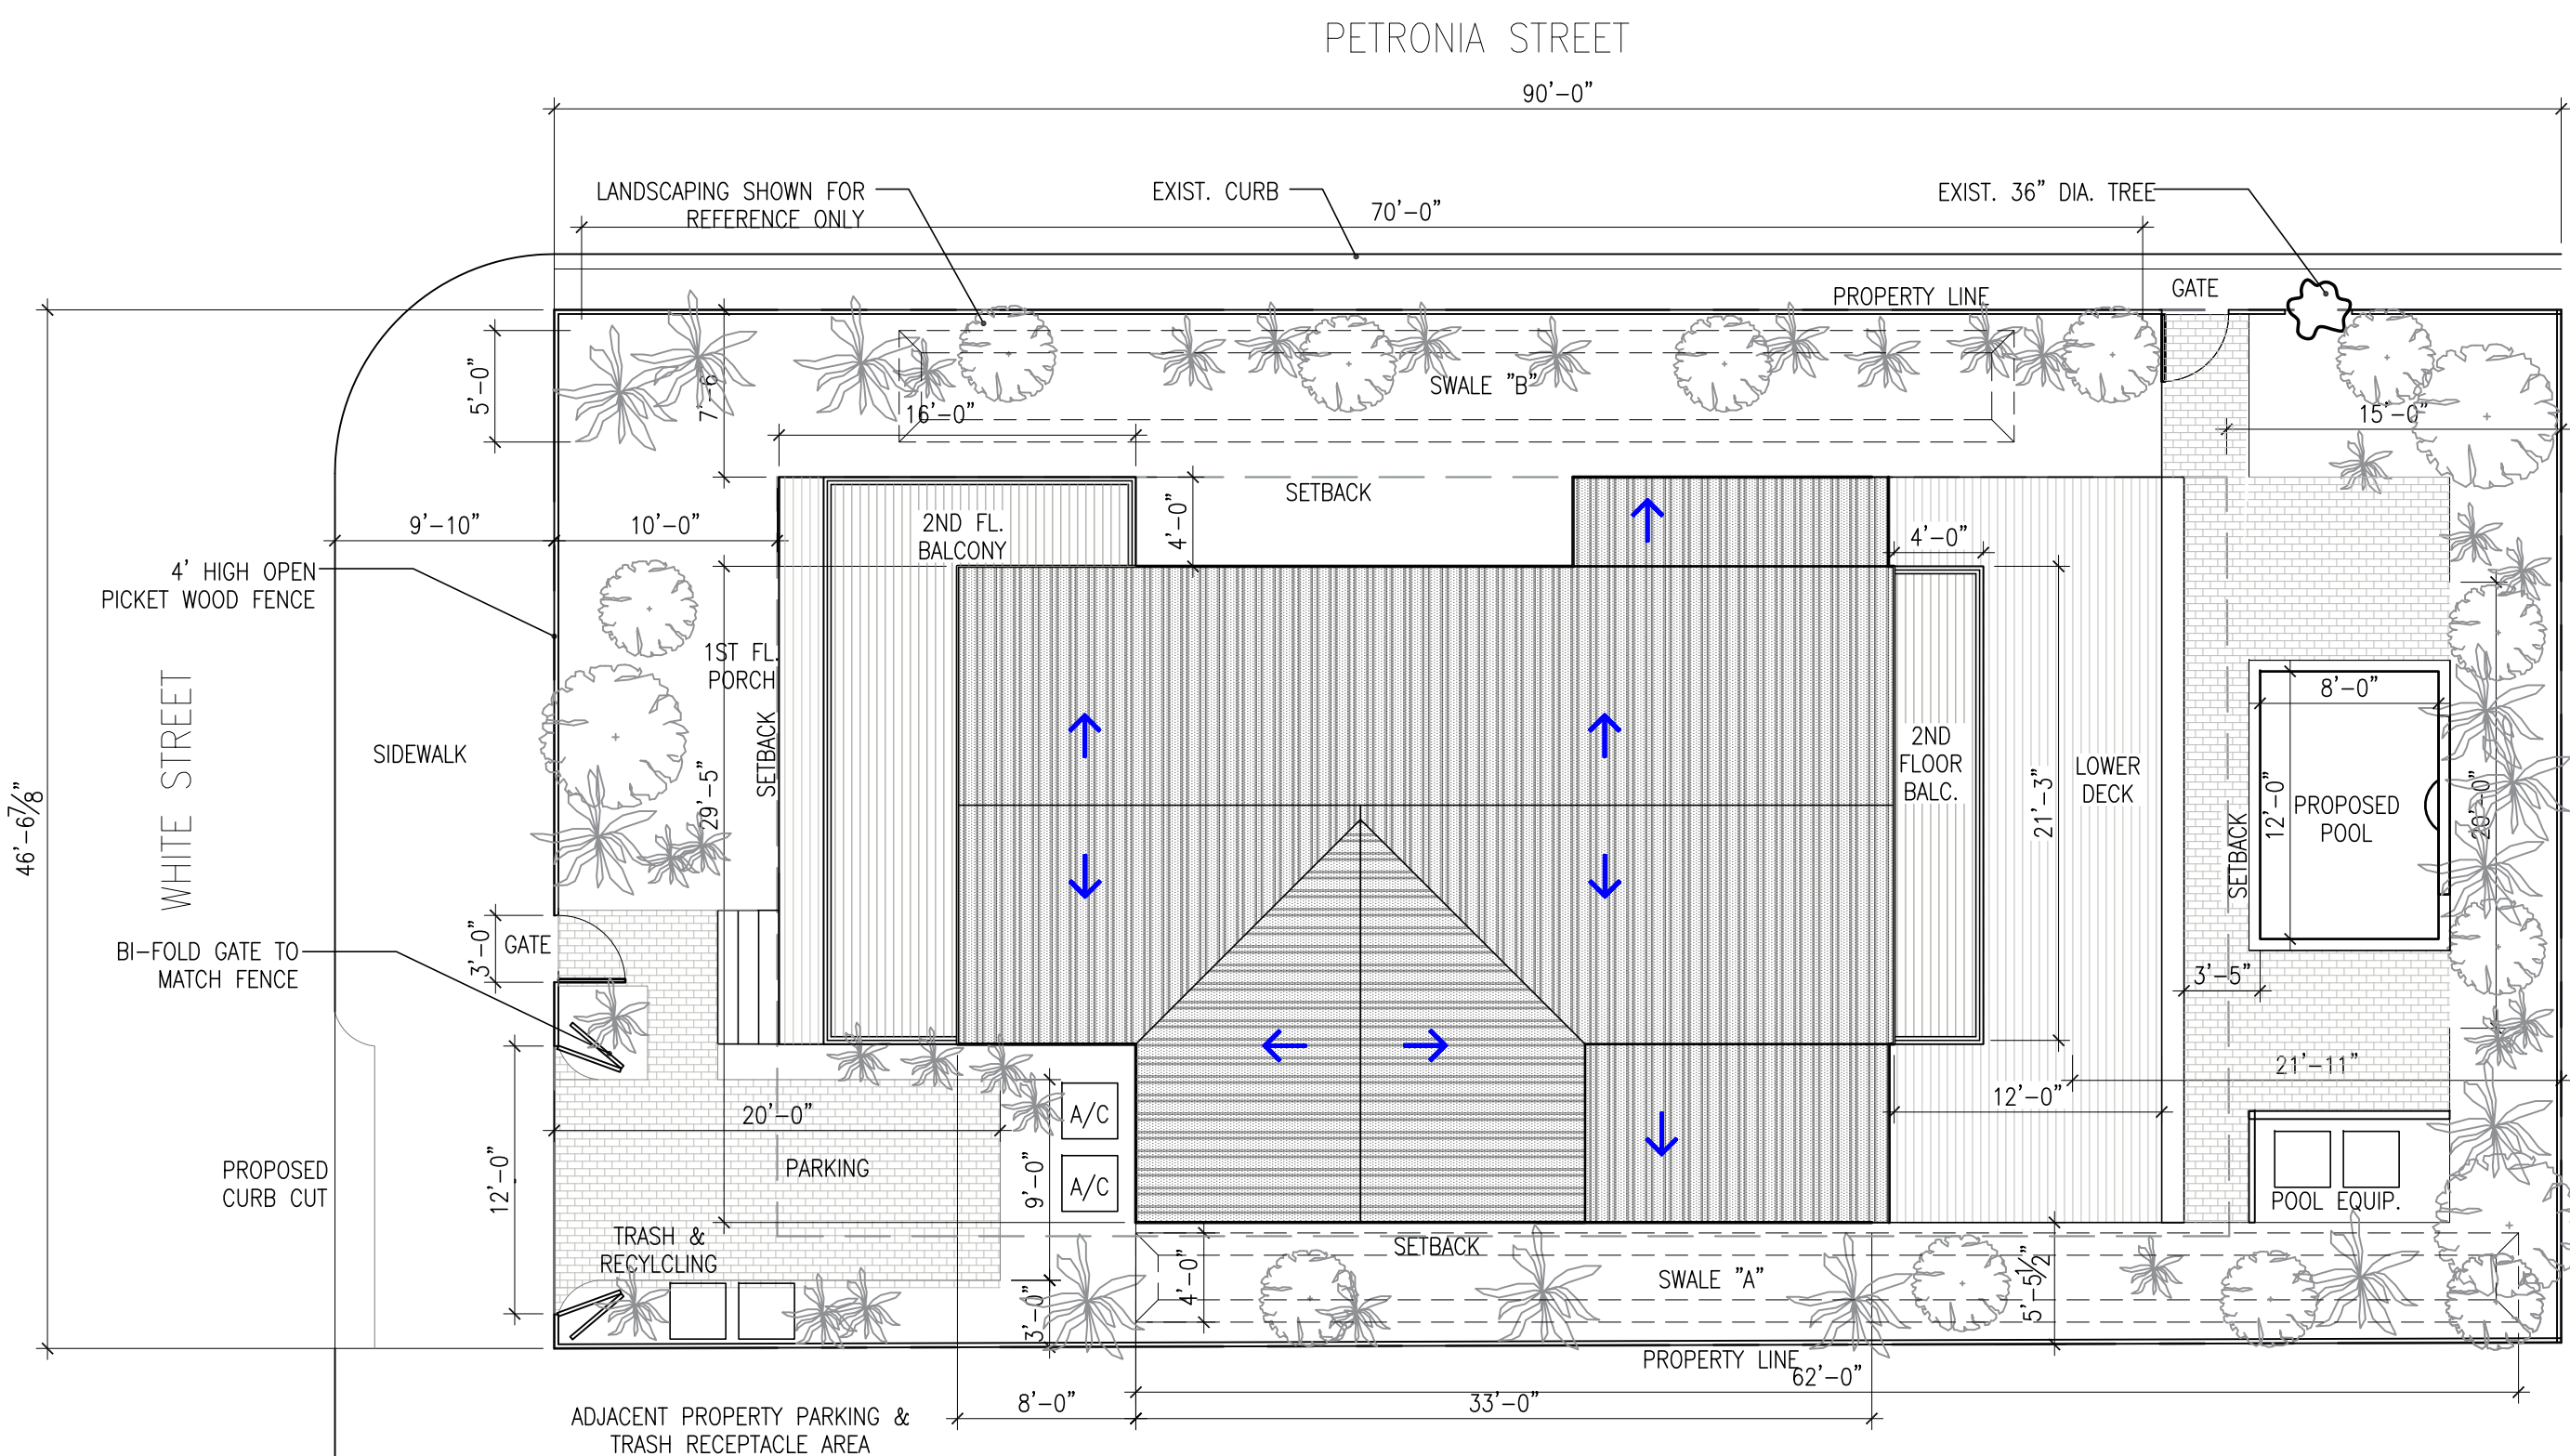 PETRONIA STREET
90'-0"
LANDSCAPING SHOWN FOR
REFERENCE ONLY
EXIST. CURB
70'-0"
EXIST. 36" DIA. TREE
PROPERTY LINE
GATE
5'-0"
7'-6
SWALE "B"
16'-0"
15'-0"
SETBACK
9'-10"
10'-0"
2ND FL.
BALCONY
4'-0"
4'-0"
4' HIGH OPEN
PICKET WOOD FENCE
1ST FL.
PORCH
SETBACK
WHITE STREET
SIDEWALK
46'-6⅞"
29'-5"
2ND
FLOOR
BALC.
21'-3"
LOWER
DECK
8'-0"
12'-0"
PROPOSED
POOL
20'-0"
SETBACK
3'-0"
GATE
BI-FOLD GATE TO
MATCH FENCE
3'-5"
21'-11"
12'-0"
20'-0"
A/C
A/C
9'-0"
PARKING
12'-0"
PROPOSED
CURB CUT
TRASH &
RECYLCLING
POOL EQUIP.
SETBACK
SWALE "A"
4'-0"
3'-0"
5'-5½"
PROPERTY LINE
62'-0"
8'-0"
33'-0"
ADJACENT PROPERTY PARKING &
TRASH RECEPTACLE AREA